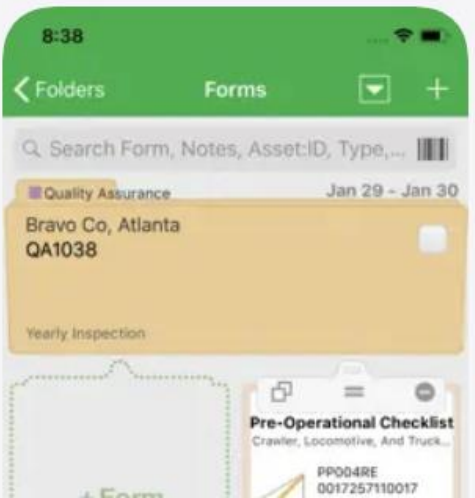 8:38
Folders
Forms
Search Form, Notes, Asset:ID, Type,...
Quality Assurance
Jan 29 - Jan 30
Bravo Co, Atlanta
QA1038
Yearly Inspection
+ Form
Pre-Operational Checklist
Crawler, Locomotive, And Truck...
PP004RE
0017257110017